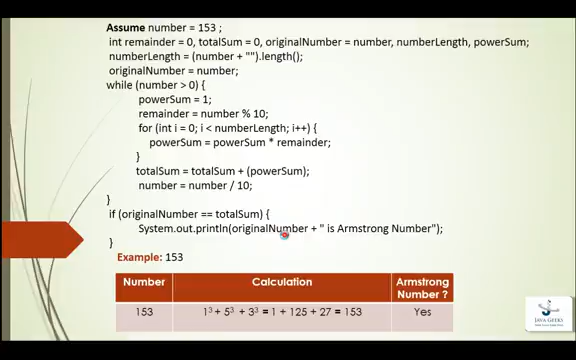 Assume number = 153 ;
int remainder = 0, totalSum = 0, originalNumber = number, numberLength, powerSum;
numberLength = (number + "").length();
originalNumber = number;
while (number > 0) {
powerSum = 1;
remainder = number % 10;
for (int i = 0; i < numberLength; i++) {
powerSum = powerSum * remainder;
}
totalSum = totalSum + (powerSum);
number = number / 10;
}
if (originalNumber == totalSum) {
System.out.println(originalNumber + " is Armstrong Number");
}
Example: 153
Number Calculation Armstrong Number ?
153 1³ + 5³ + 3³ = 1 + 125 + 27 = 153 Yes
JAVA GEEKS